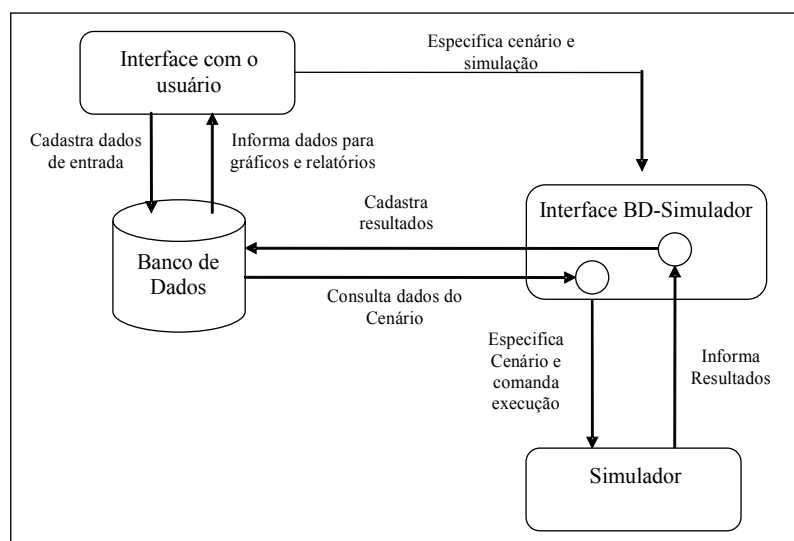 Interface com o
usuário
Especifica cenário e
simulação
Cadastra dados
de entrada
Informa dados para
gráficos e relatórios
Cadastra
resultados
Interface BD-Simulador
Banco de
Dados
Consulta dados do
Cenário
Especifica
Cenário e
comanda
execução
Informa
Resultados
Simulador